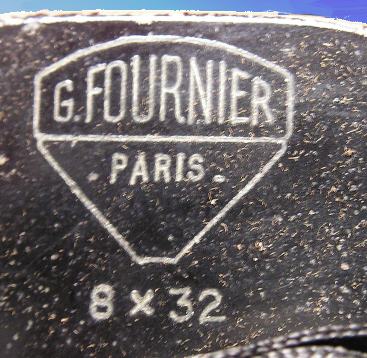 G. FOURNIER
- PARIS -
8 x 32